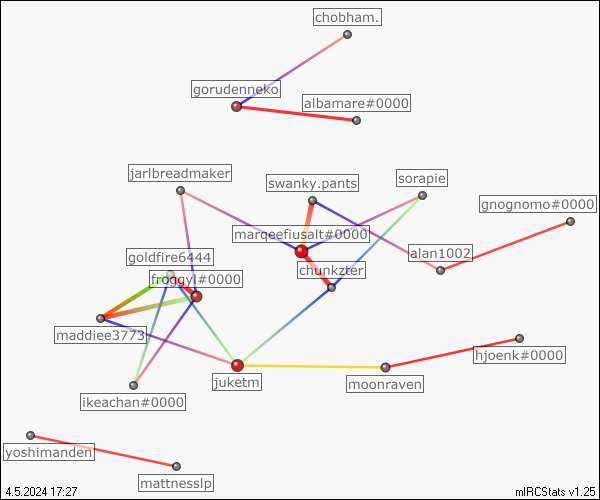 chobham.
gorudenneko
albamare#0000
jarlbreadmaker
swanky.pants
sorapie
gnognomo#0000
marqeefiusalt#0000
goldfire6444
alan1002
froggyl#0000
chunkzter
maddiee3773
hjoenk#0000
juketm
moonraven
ikeachan#0000
yoshimanden
mattnesslp
4.5.2024 17:27
mIRCStats v1.25